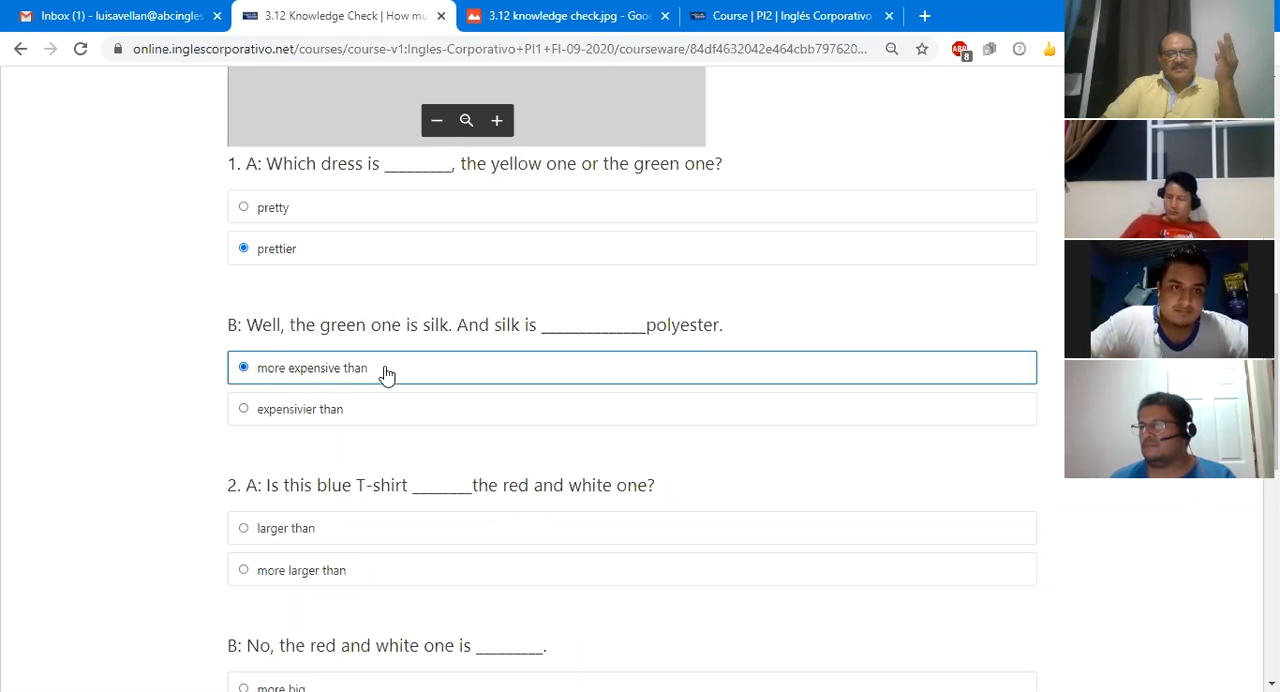 Inbox (1) - luisavellan@abcingles
3.12 Knowledge Check | How mu
3.12 knowledge check.jpg - Goo
Course | PI2 | Inglés Corporativo
online.inglescorporativo.net/courses/course-v1:Ingles-Corporativo+PI1+FI-09-2020/courseware/84df4632042e464cbb797620...
ABP
8
1. A: Which dress is ________, the yellow one or the green one?
pretty
prettier
B: Well, the green one is silk. And silk is ______________polyester.
more expensive than
expensivier than
2. A: Is this blue T-shirt _______the red and white one?
larger than
more larger than
B: No, the red and white one is ________.
more big